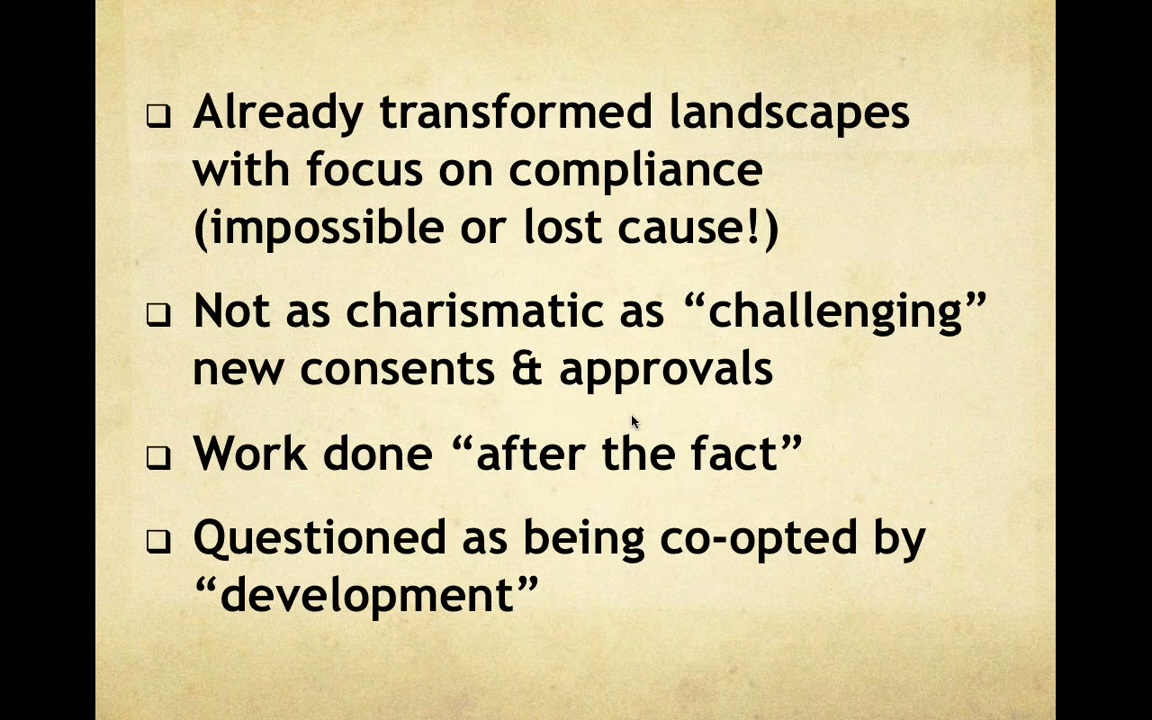 Already transformed landscapes
with focus on compliance
(impossible or lost cause!)
Not as charismatic as “challenging”
new consents & approvals
Work done “after the fact”
Questioned as being co-opted by
“development”